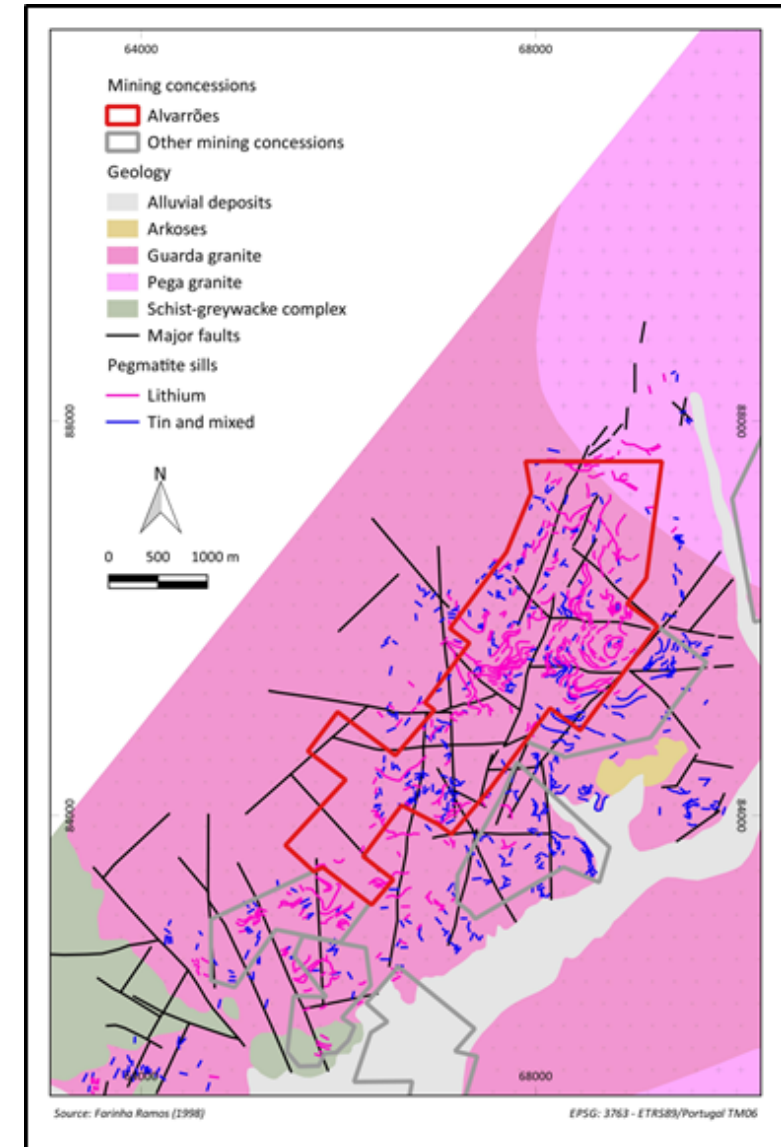 64000
68000
Mining concessions
Alvarrões
Other mining concessions
Geology
Alluvial deposits
Arkoses
Guarda granite
Pega granite
Schist-greywacke complex
Major faults
Pegmatite sills
Lithium
Tin and mixed
88000
88000
N
0 500 1000 m
84000
84000
68000
Source: Farinha Ramos (1998)
EPSG: 3763 - ETRS89/Portugal TM06